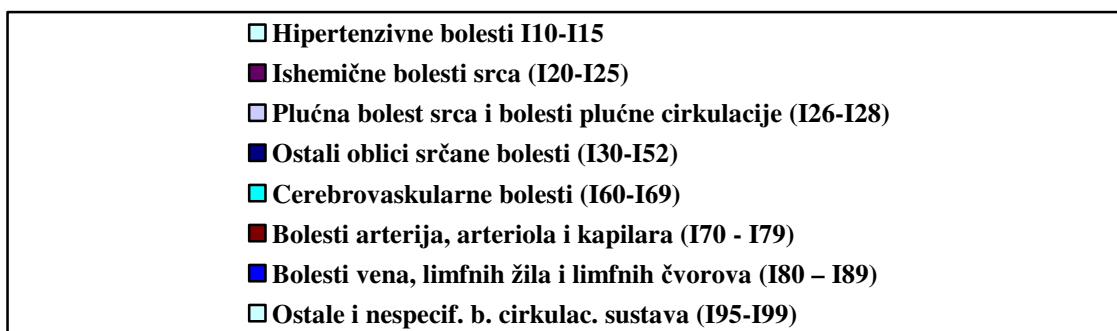 Hipertenzivne bolesti I10-I15
Ishemične bolesti srca (I20-I25)
Plućna bolest srca i bolesti plućne cirkulacije (I26-I28)
Ostali oblici srčane bolesti (I30-I52)
Cerebrovaskularne bolesti (I60-I69)
Bolesti arterija, arteriola i kapilara (I70 - I79)
Bolesti vena, limfnih žila i limfnih čvorova (I80 – I89)
Ostale i nespecif. b. cirkulac. sustava (I95-I99)